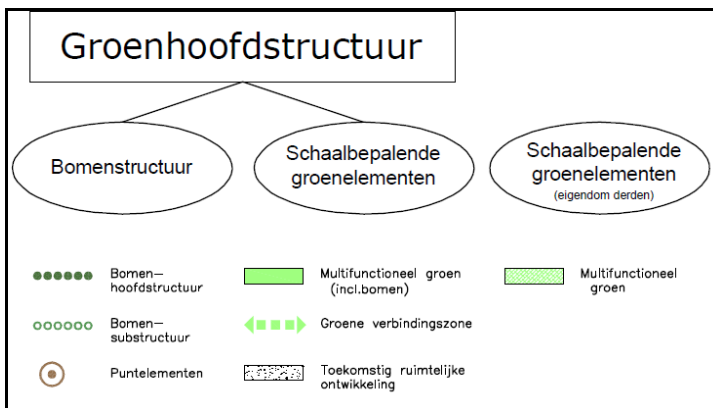 Groenhoofdstructuur
Bomenstructuur
Schaalbepalende
groenelementen
Schaalbepalende
groenelementen
(eigendom derden)
Bomen—
hoofdstructuur
Bomen—
substructuur
Puntelementen
Multifunctioneel groen
(incl.bomen)
Groene verbindingszone
Toekomstig ruimtelijke
ontwikkeling
Multifunctioneel
groen